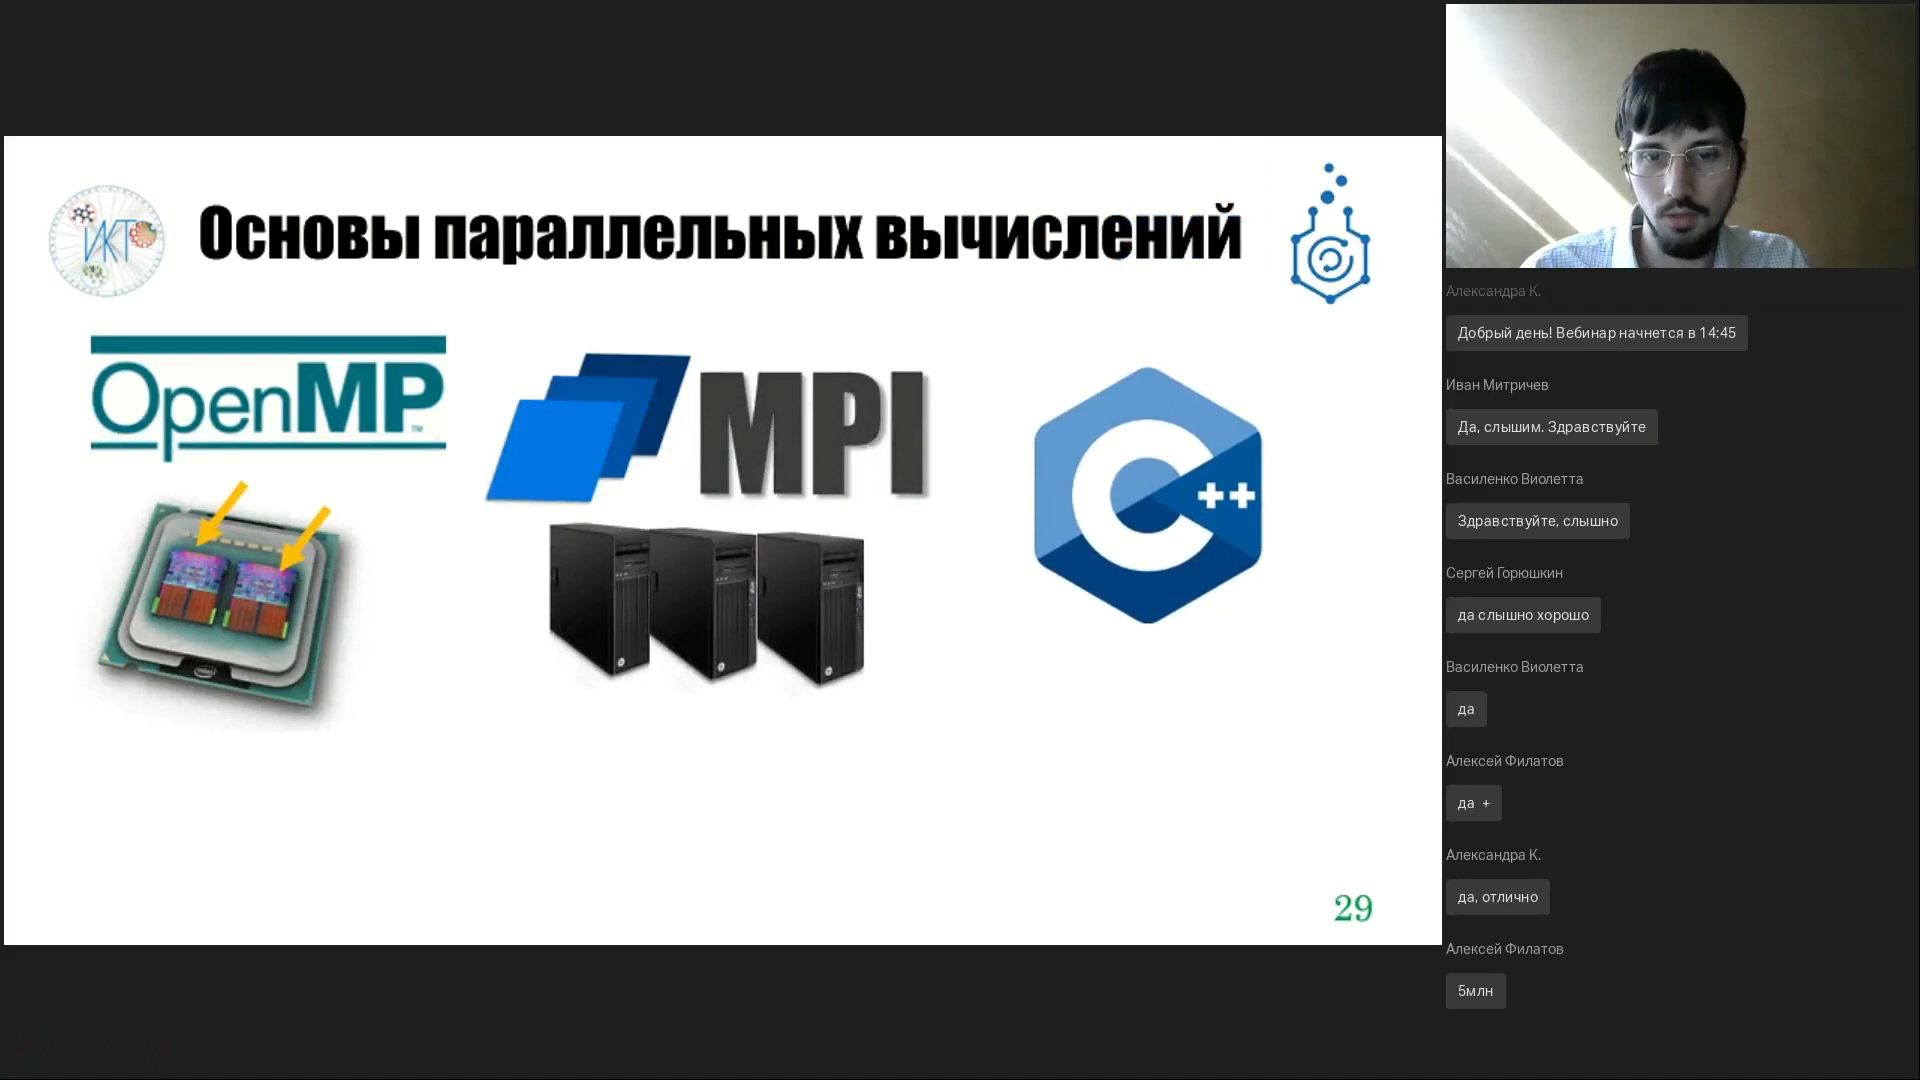 Основы параллельных вычислений
ИКТ
OpenMP™
MPI
C++
29
Александра К.
Добрый день! Вебинар начнется в 14:45
Иван Митричев
Да, слышим. Здравствуйте
Василенко Виолетта
Здравствуйте, слышно
Сергей Горюшкин
да слышно хорошо
Василенко Виолетта
да
Алексей Филатов
да +
Александра К.
да, отлично
Алексей Филатов
5млн